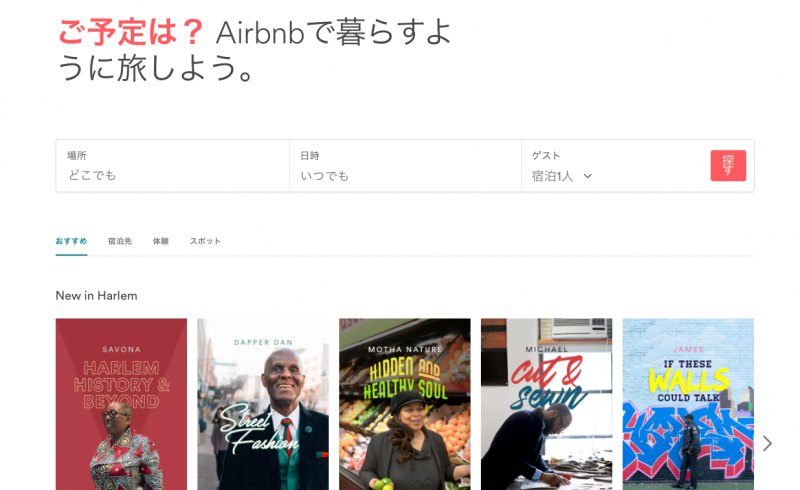 ご予定は？ Airbnbで暮らすよ
うに旅しよう。
場所
どこでも
日時
いつでも
ゲスト
宿泊1人
探
す
おすすめ 宿泊先 体験 スポット
New in Harlem
SAVONA
HARLEM
HISTORY &
BEYOND
DAPPER DAN
Street
Fashion
MOTHA NATURE
HIDDEN AND
HEALTHY SOUL
MICHAEL
cut &
sewn
JAMES
IF THESE
WALLS
COULD TALK